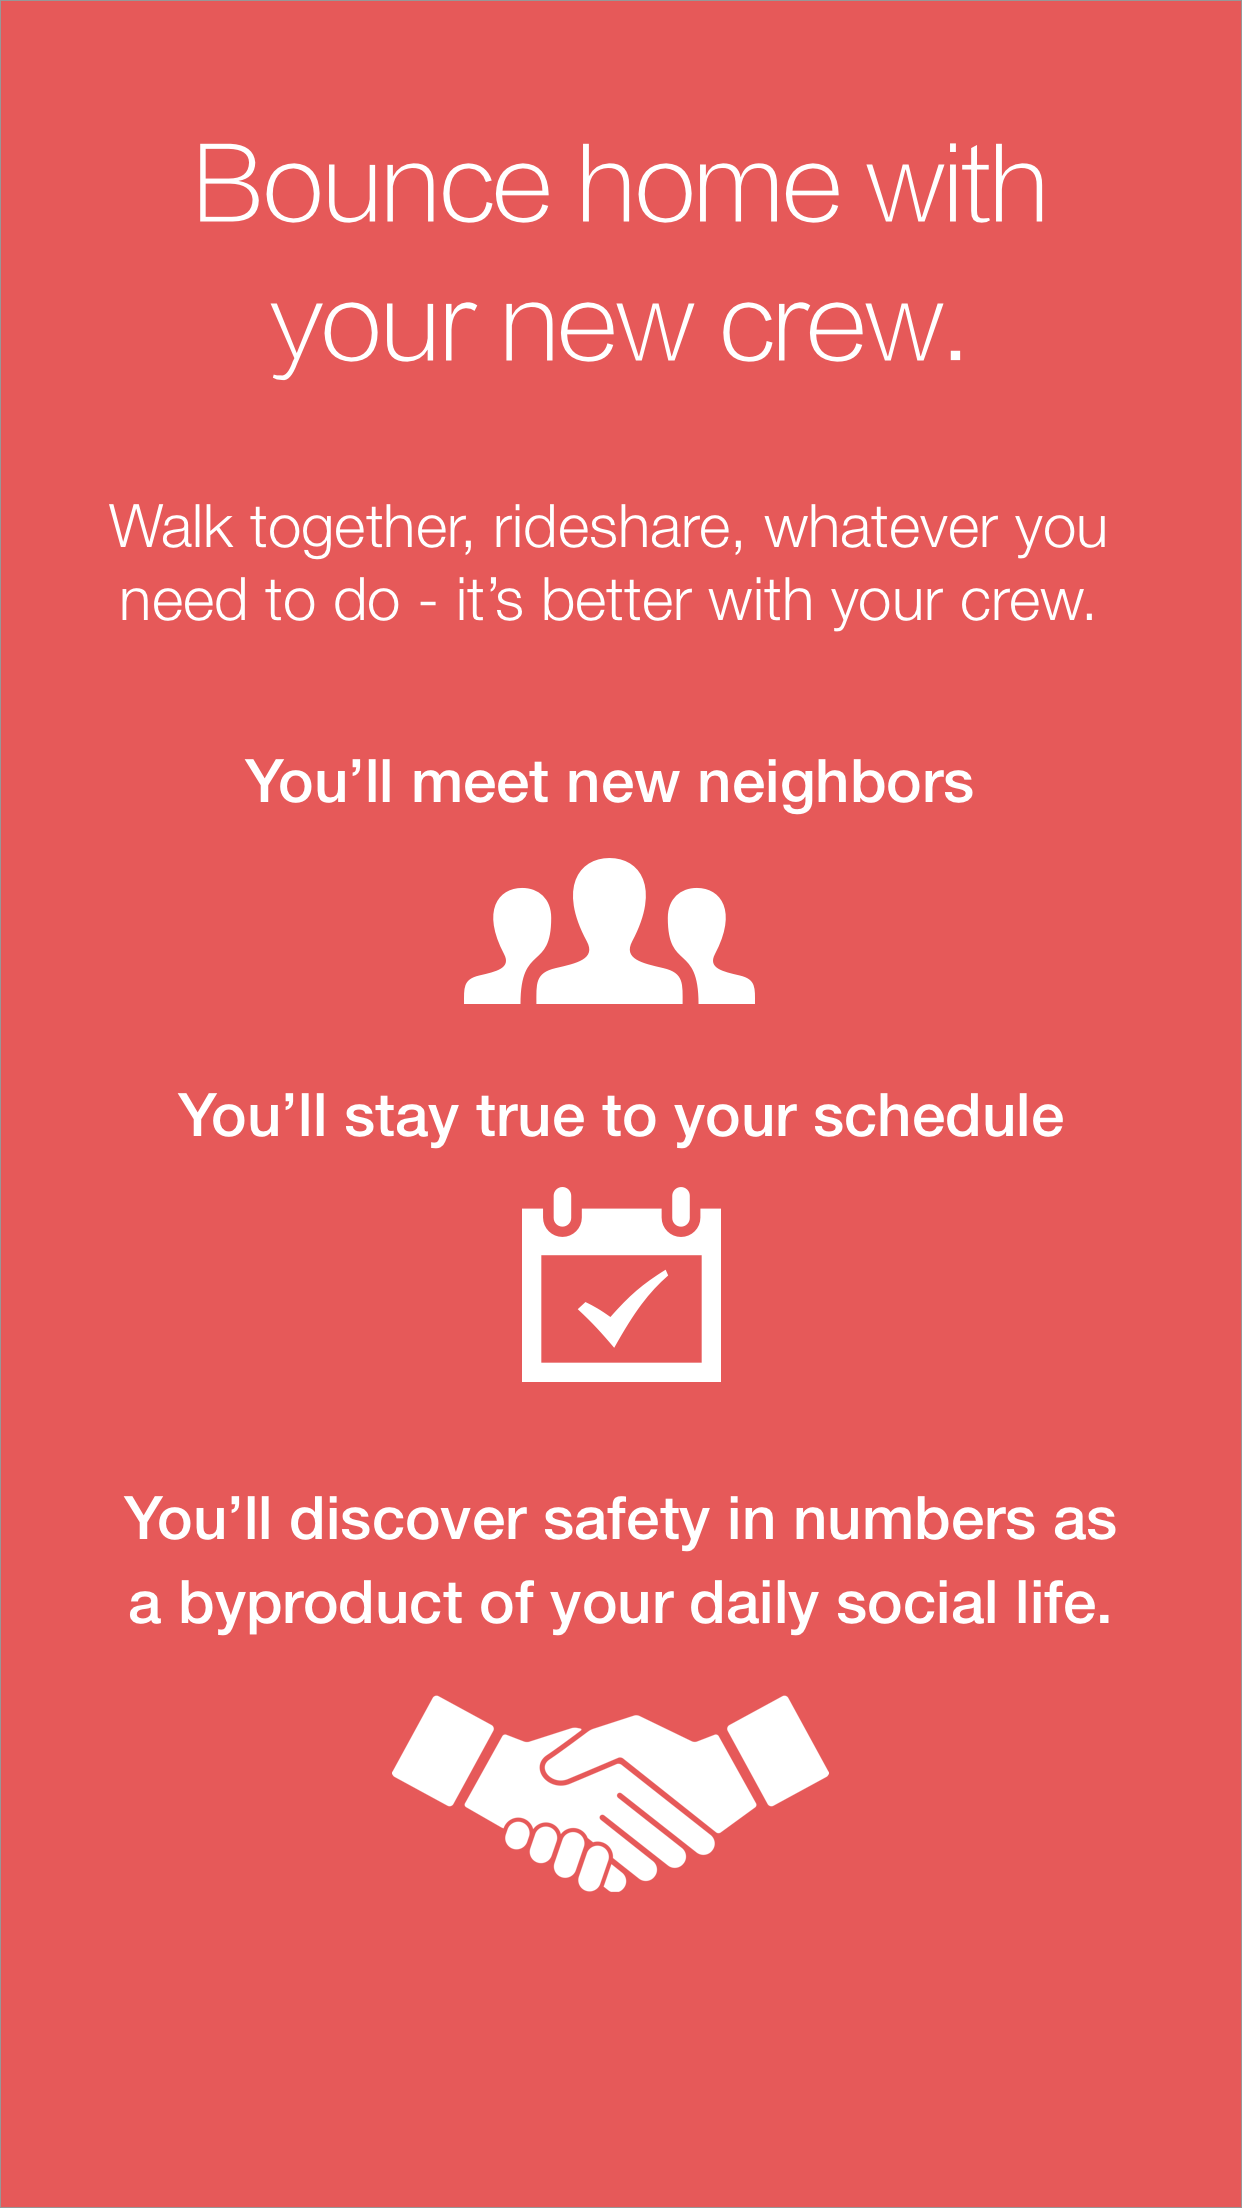 Bounce home with
your new crew.
Walk together, rideshare, whatever you
need to do - it’s better with your crew.
You’ll meet new neighbors
You’ll stay true to your schedule
You’ll discover safety in numbers as
a byproduct of your daily social life.